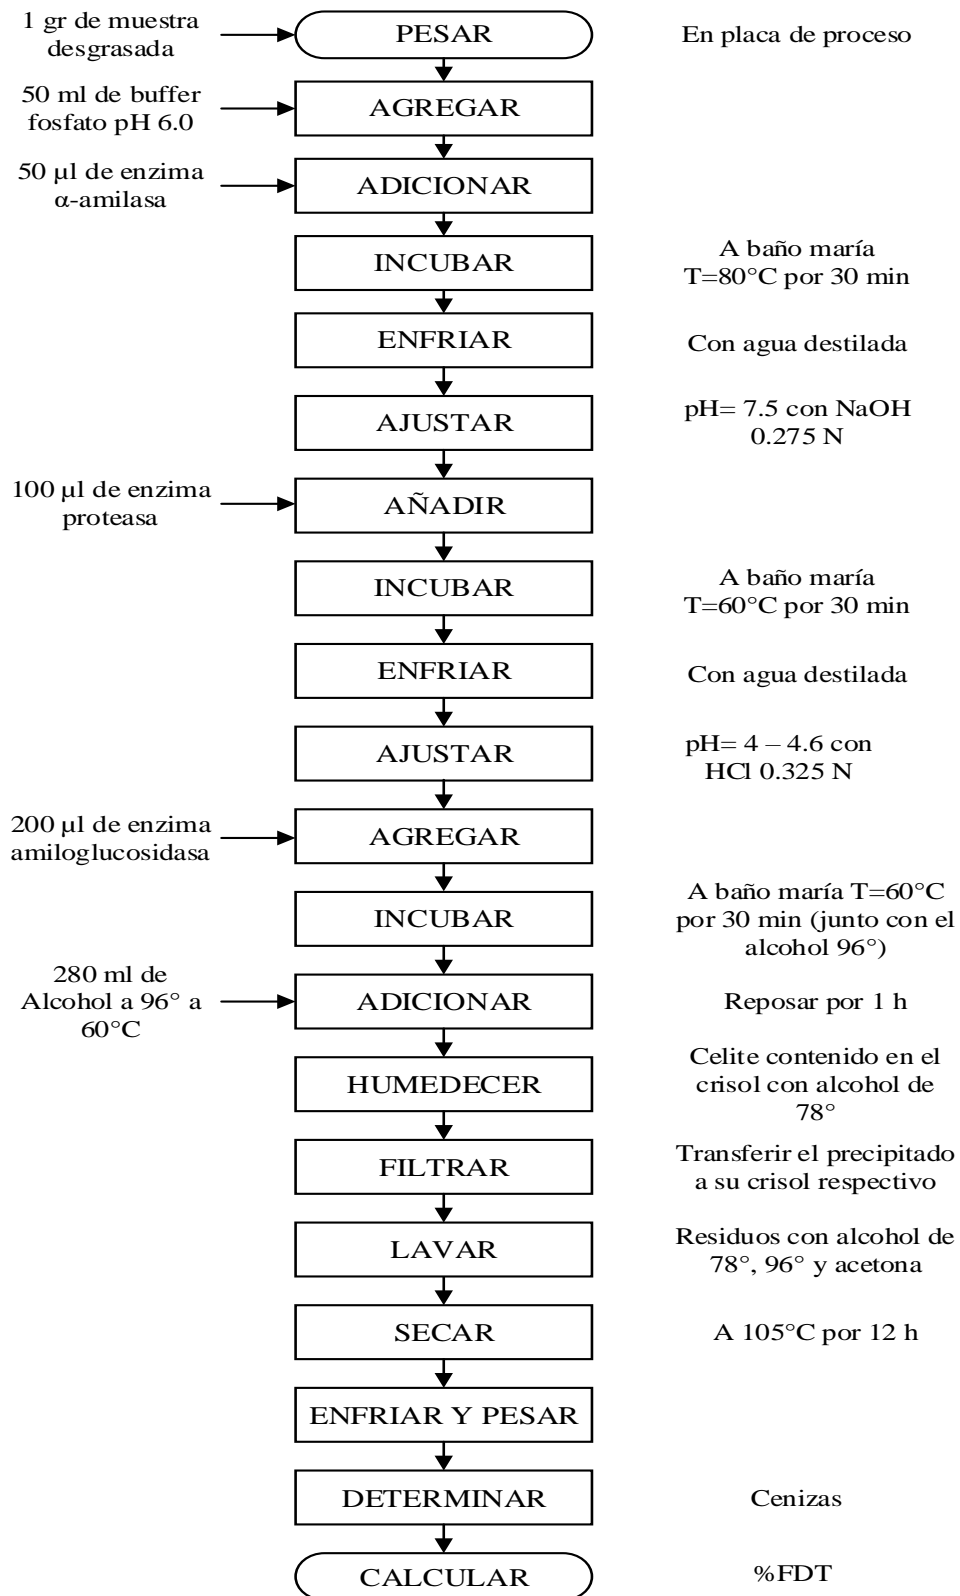 1 gr de muestra
desgrasada
PESAR
En placa de proceso
50 ml de buffer
fosfato pH 6.0
AGREGAR
50 µl de enzima
α-amilasa
ADICIONAR
INCUBAR
A baño maría
T=80°C por 30 min
ENFRIAR
Con agua destilada
AJUSTAR
pH= 7.5 con NaOH
0.275 N
100 µl de enzima
proteasa
AÑADIR
INCUBAR
A baño maría
T=60°C por 30 min
ENFRIAR
Con agua destilada
AJUSTAR
pH= 4 – 4.6 con
HCl 0.325 N
200 µl de enzima
amiloglucosidasa
AGREGAR
INCUBAR
A baño maría T=60°C
por 30 min (junto con el
alcohol 96°)
280 ml de
Alcohol a 96° a
60°C
ADICIONAR
Reposar por 1 h
HUMEDECER
Celite contenido en el
crisol con alcohol de
78°
FILTRAR
Transferir el precipitado
a su crisol respectivo
LAVAR
Residuos con alcohol de
78°, 96° y acetona
SECAR
A 105°C por 12 h
ENFRIAR Y PESAR
DETERMINAR
Cenizas
CALCULAR
%FDT